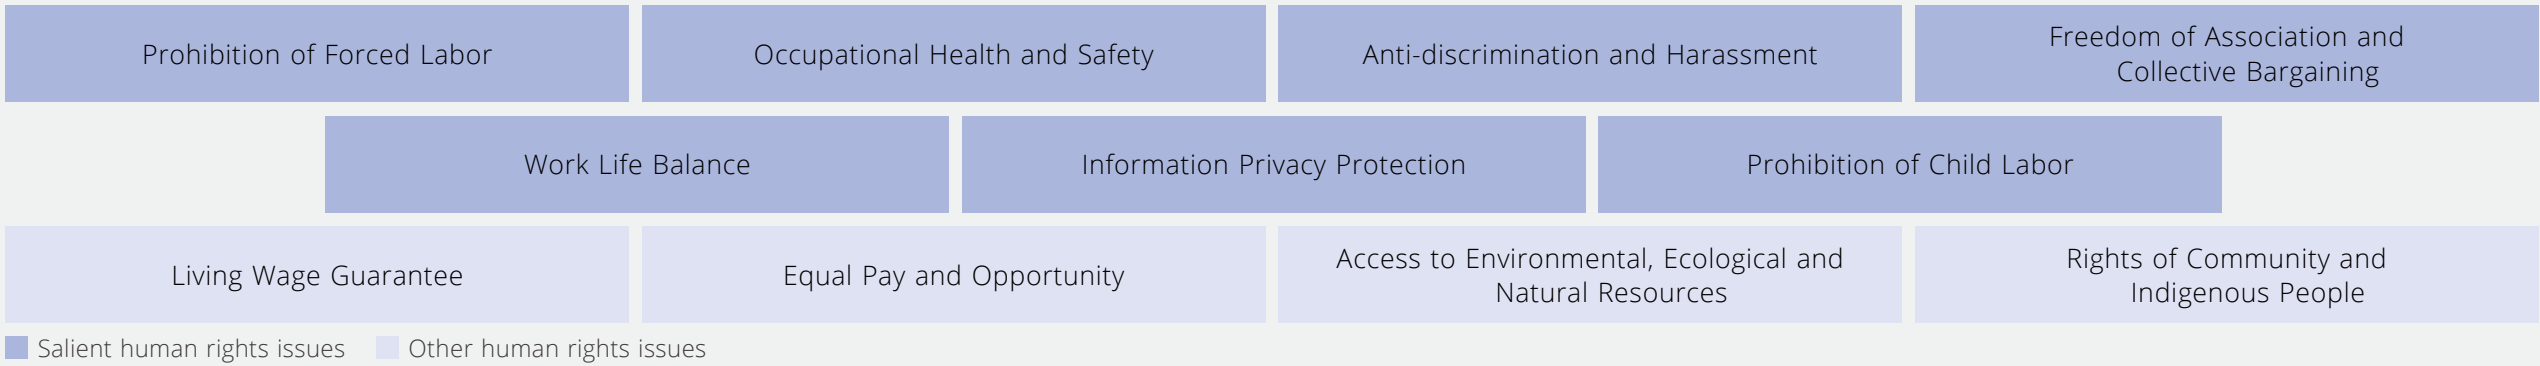 Prohibition of Forced Labor
Occupational Health and Safety
Anti-discrimination and Harassment
Freedom of Association and
Collective Bargaining
Work Life Balance
Information Privacy Protection
Prohibition of Child Labor
Living Wage Guarantee
Equal Pay and Opportunity
Access to Environmental, Ecological and
Natural Resources
Rights of Community and
Indigenous People
Salient human rights issues
Other human rights issues